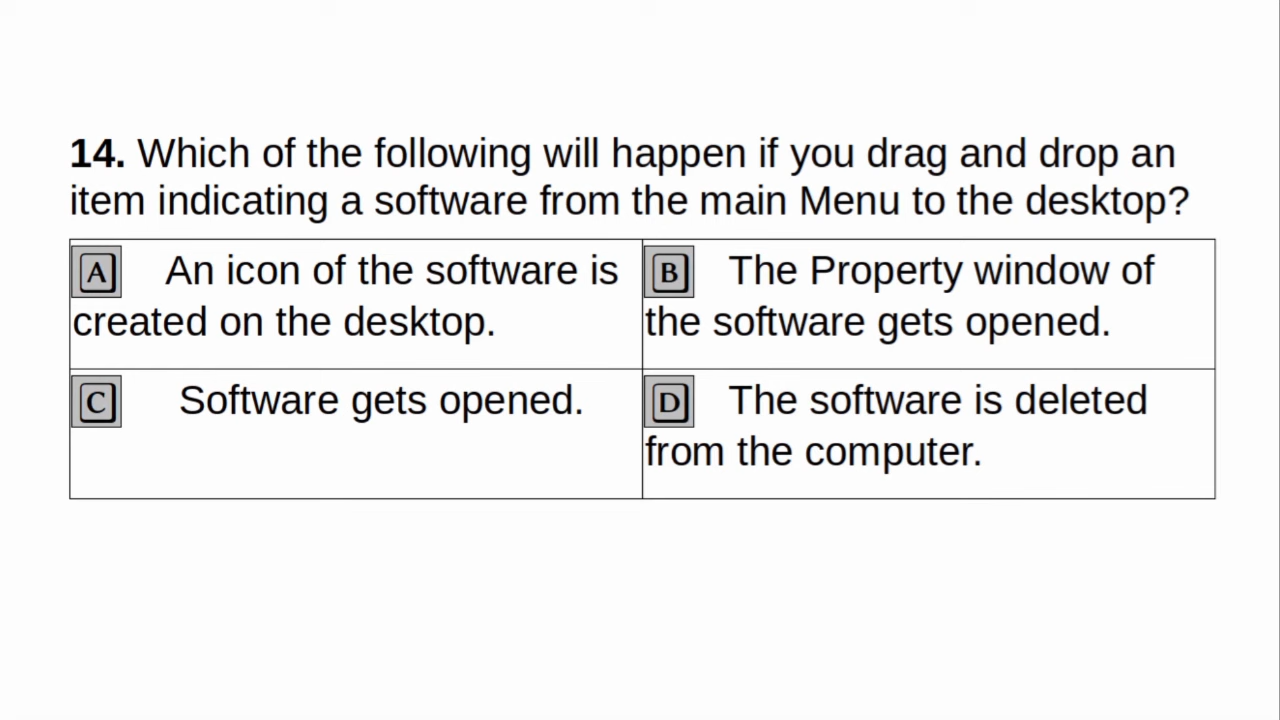 14. Which of the following will happen if you drag and drop an
item indicating a software from the main Menu to the desktop?
A An icon of the software is
created on the desktop.
B The Property window of
the software gets opened.
C Software gets opened.
D The software is deleted
from the computer.